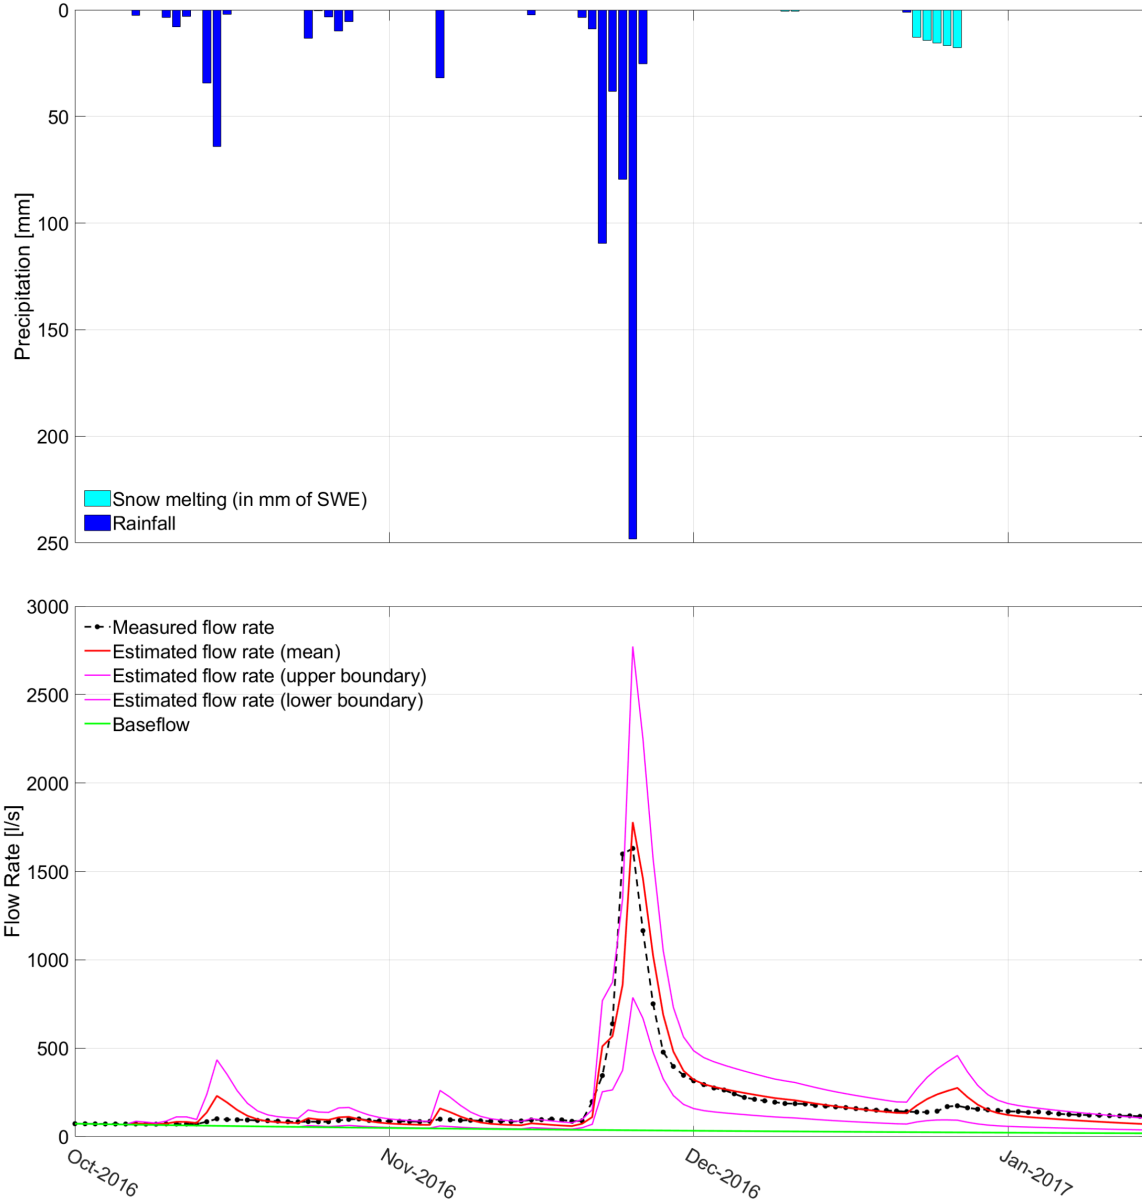 0
50
100
150
200
250
Precipitation [mm]
Snow melting (in mm of SWE)
Rainfall
3000
2500
2000
1500
1000
500
0
Flow Rate [l/s]
Measured flow rate
Estimated flow rate (mean)
Estimated flow rate (upper boundary)
Estimated flow rate (lower boundary)
Baseflow
Oct-2016
Nov-2016
Dec-2016
Jan-2017